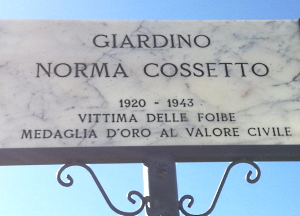 GIARDINO
NORMA COSSETTO
1920 - 1943
VITTIMA DELLE FOIBE
MEDAGLIA D'ORO AL VALORE CIVILE